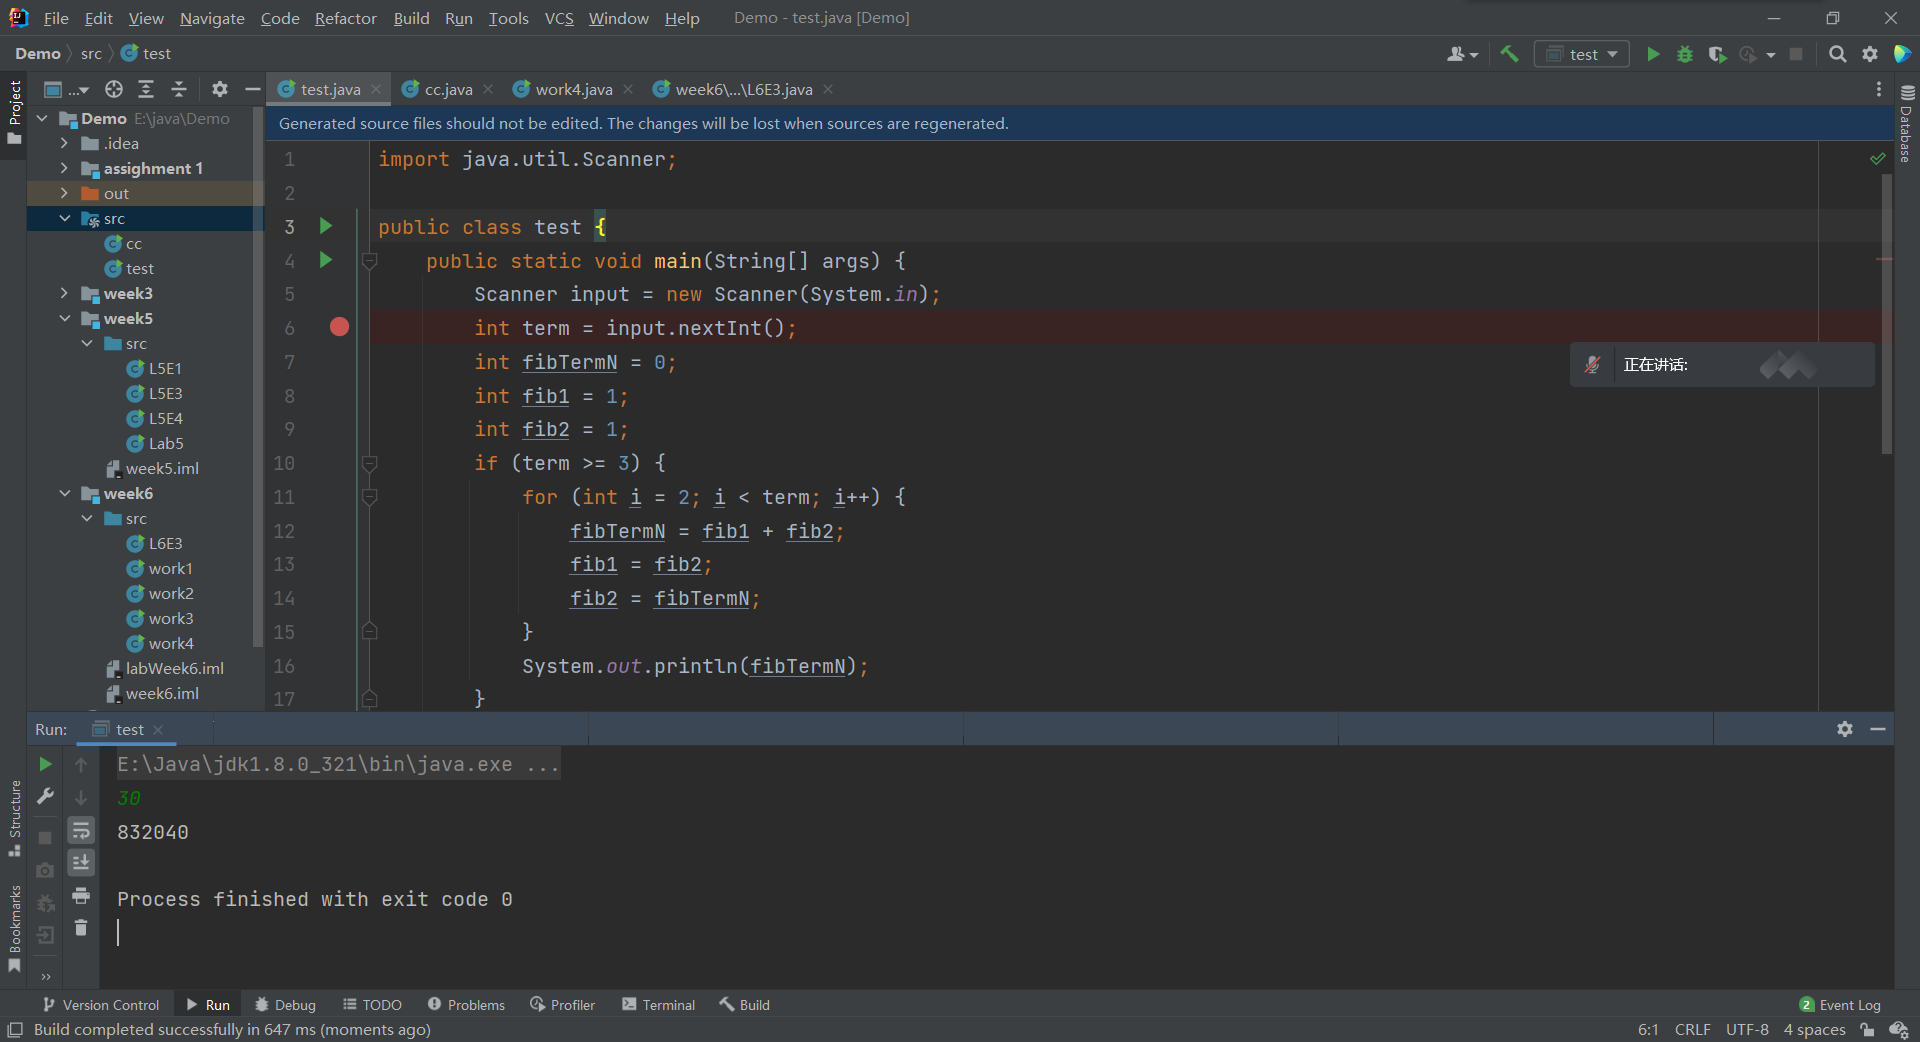 File Edit View Navigate Code Refactor Build Run Tools VCS Window Help Demo - test.java [Demo]
Demo src test
test
Project
...
test.java cc.java work4.java week6\...\L6E3.java
Database
Demo E:\java\Demo
.idea
assighment 1
out
src
cc
test
week3
week5
src
L5E1
L5E3
L5E4
Lab5
week5.iml
week6
src
L6E3
work1
work2
work3
work4
labWeek6.iml
week6.iml
Generated source files should not be edited. The changes will be lost when sources are regenerated.
1 import java.util.Scanner;
2
3 public class test {
4 public static void main(String[] args) {
5 Scanner input = new Scanner(System.in);
6 int term = input.nextInt();
7 int fibTermN = 0;
8 int fib1 = 1;
9 int fib2 = 1;
10 if (term >= 3) {
11 for (int i = 2; i < term; i++) {
12 fibTermN = fib1 + fib2;
13 fib1 = fib2;
14 fib2 = fibTermN;
15 }
16 System.out.println(fibTermN);
17 }
正在讲话:
Run: test
E:\Java\jdk1.8.0_321\bin\java.exe ...
30
832040
Process finished with exit code 0
Structure
Bookmarks
Version Control Run Debug TODO Problems Profiler Terminal Build 2 Event Log
Build completed successfully in 647 ms (moments ago) 6:1 CRLF UTF-8 4 spaces